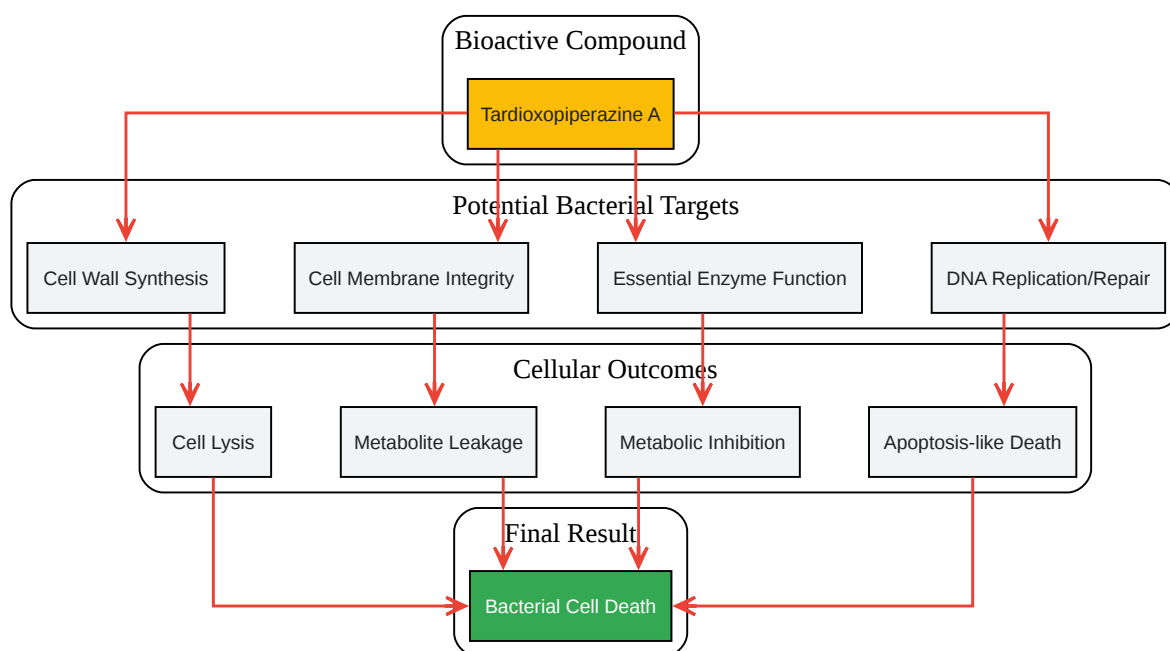 Bioactive Compound
Tardioxopiperazine A
Potential Bacterial Targets
Cell Wall Synthesis
Cell Membrane Integrity
Essential Enzyme Function
DNA Replication/Repair
Cellular Outcomes
Cell Lysis
Metabolite Leakage
Metabolic Inhibition
Apoptosis-like Death
Final Result
Bacterial Cell Death